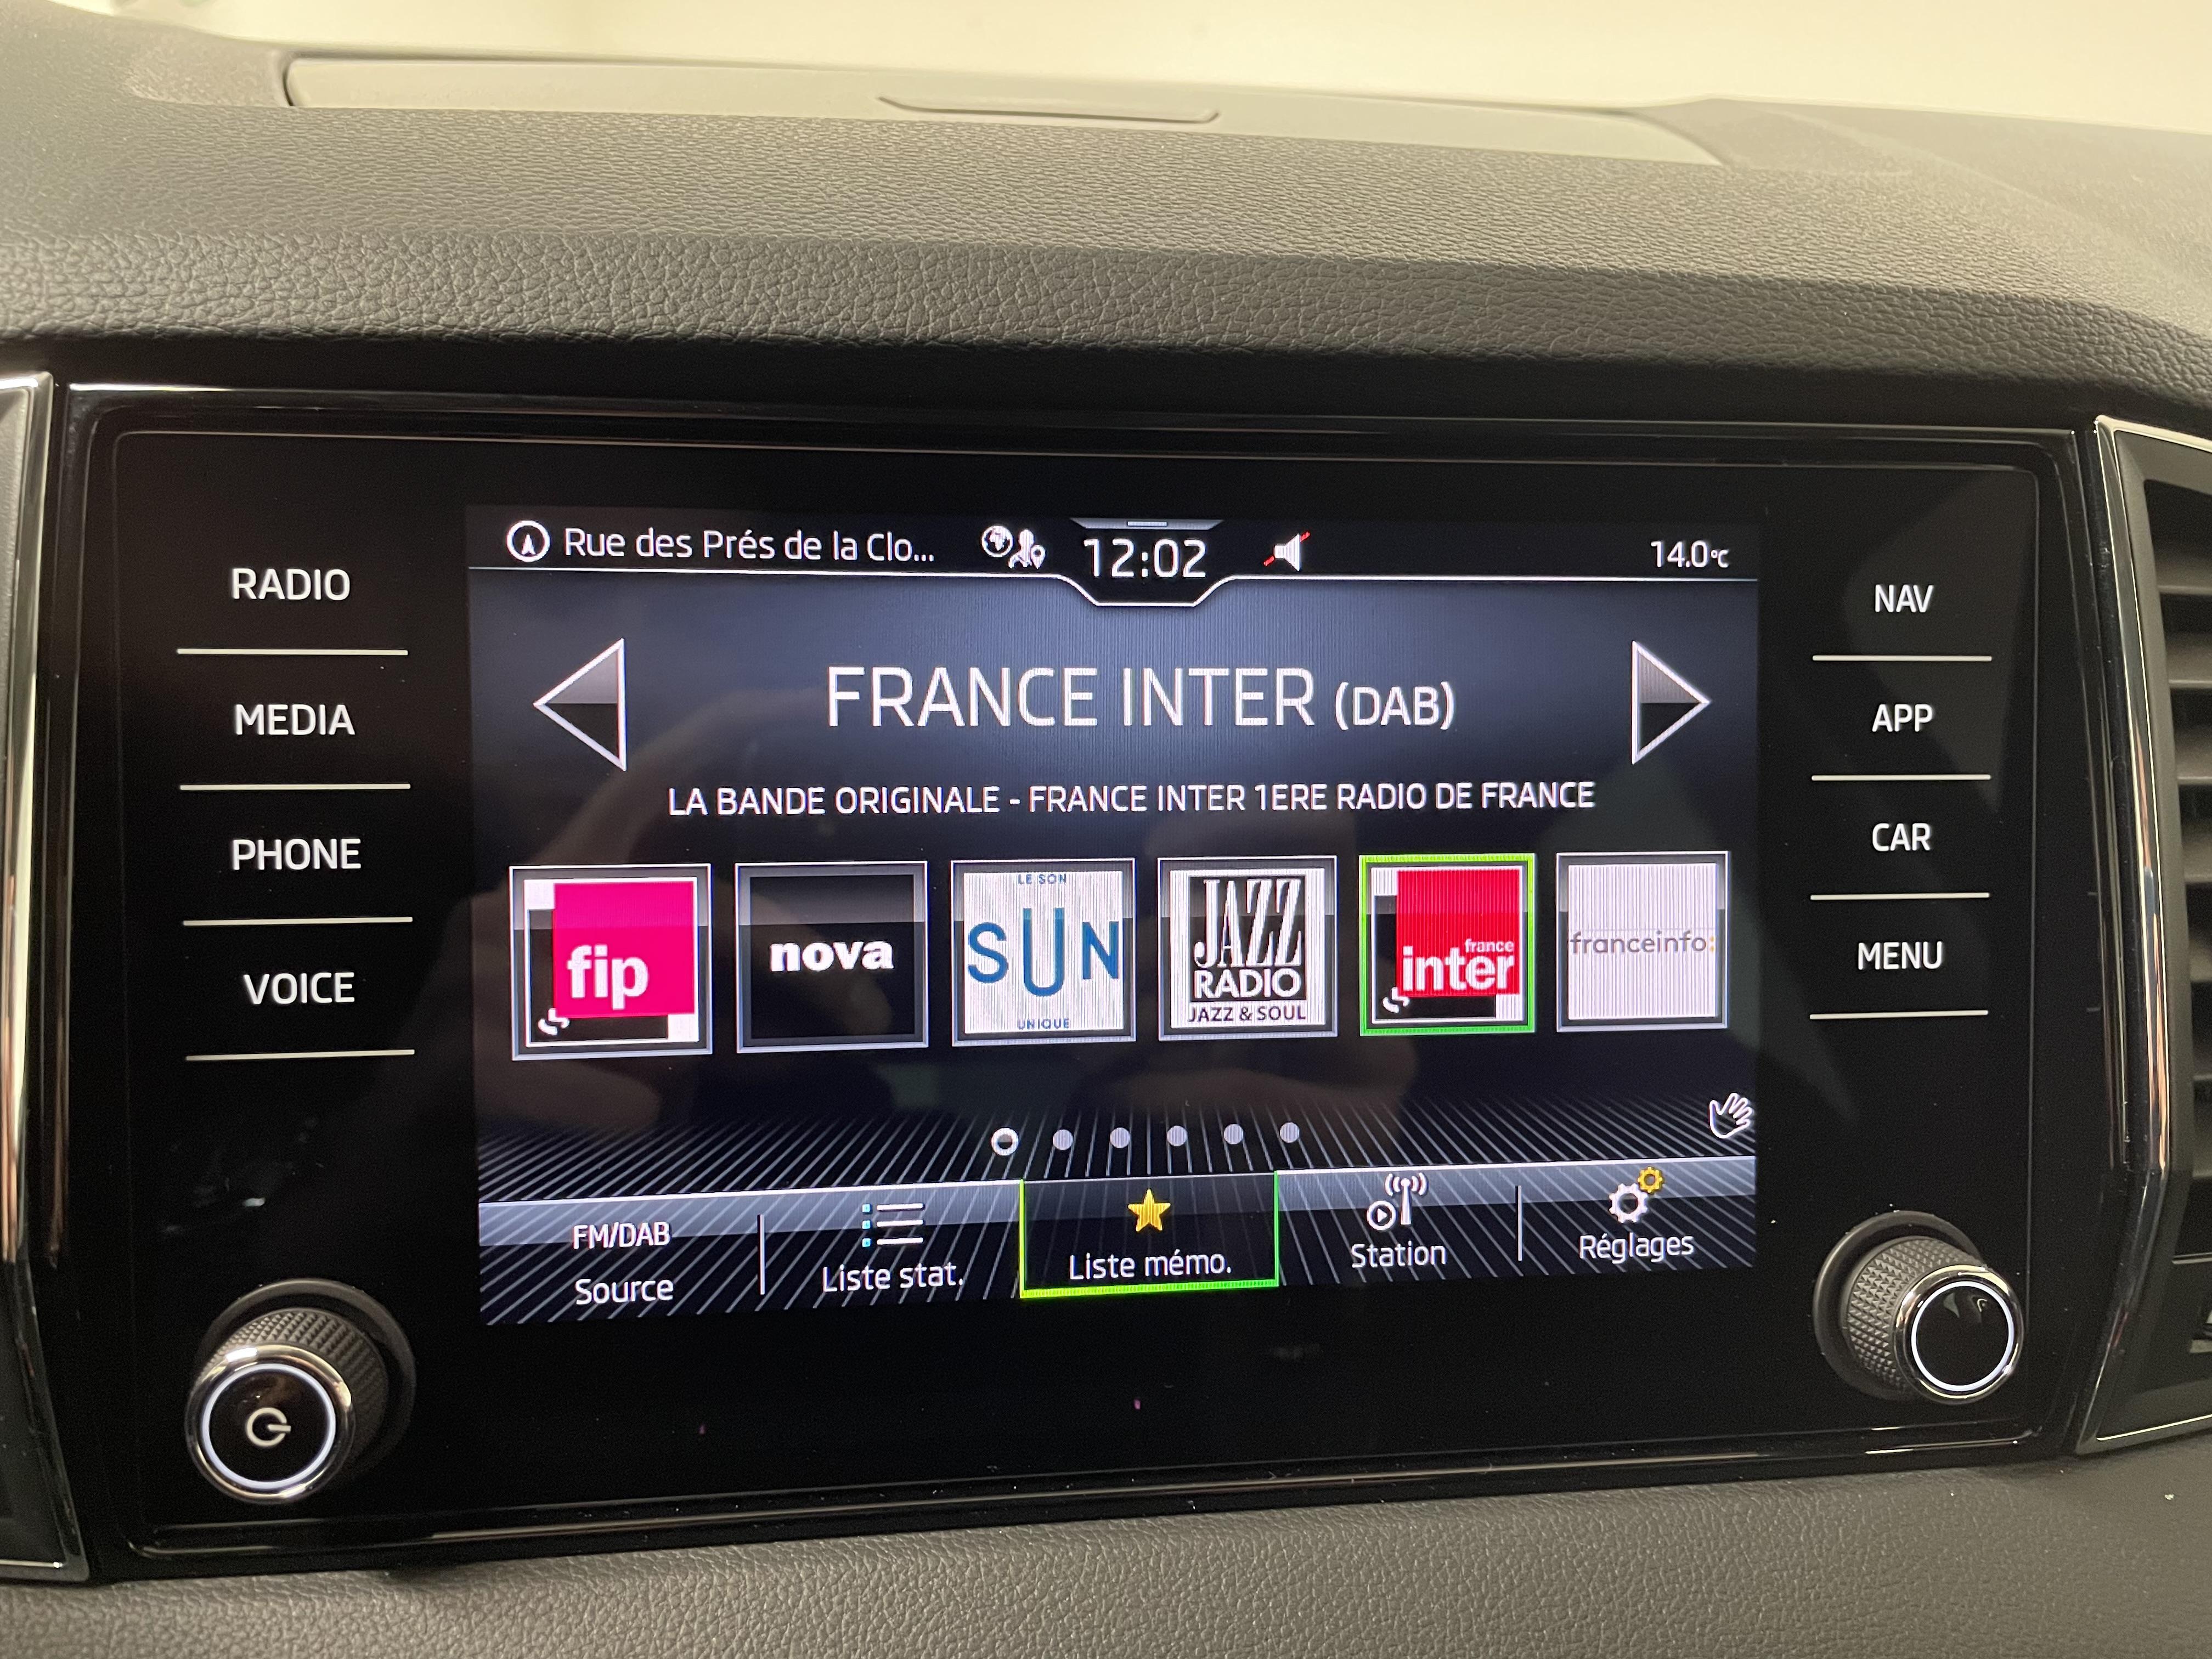 Rue des Prés de la Clo...
12:02
14.0°C
RADIO
MEDIA
PHONE
VOICE
FRANCE INTER (DAB)
LA BANDE ORIGINALE - FRANCE INTER 1ERE RADIO DE FRANCE
fip
nova
LE SON
SUN
UNIQUE
JAZZ
RADIO
JAZZ & SOUL
france
inter
franceinfo:
FM/DAB
Source
Liste stat.
Liste mémo.
Station
Réglages
NAV
APP
CAR
MENU